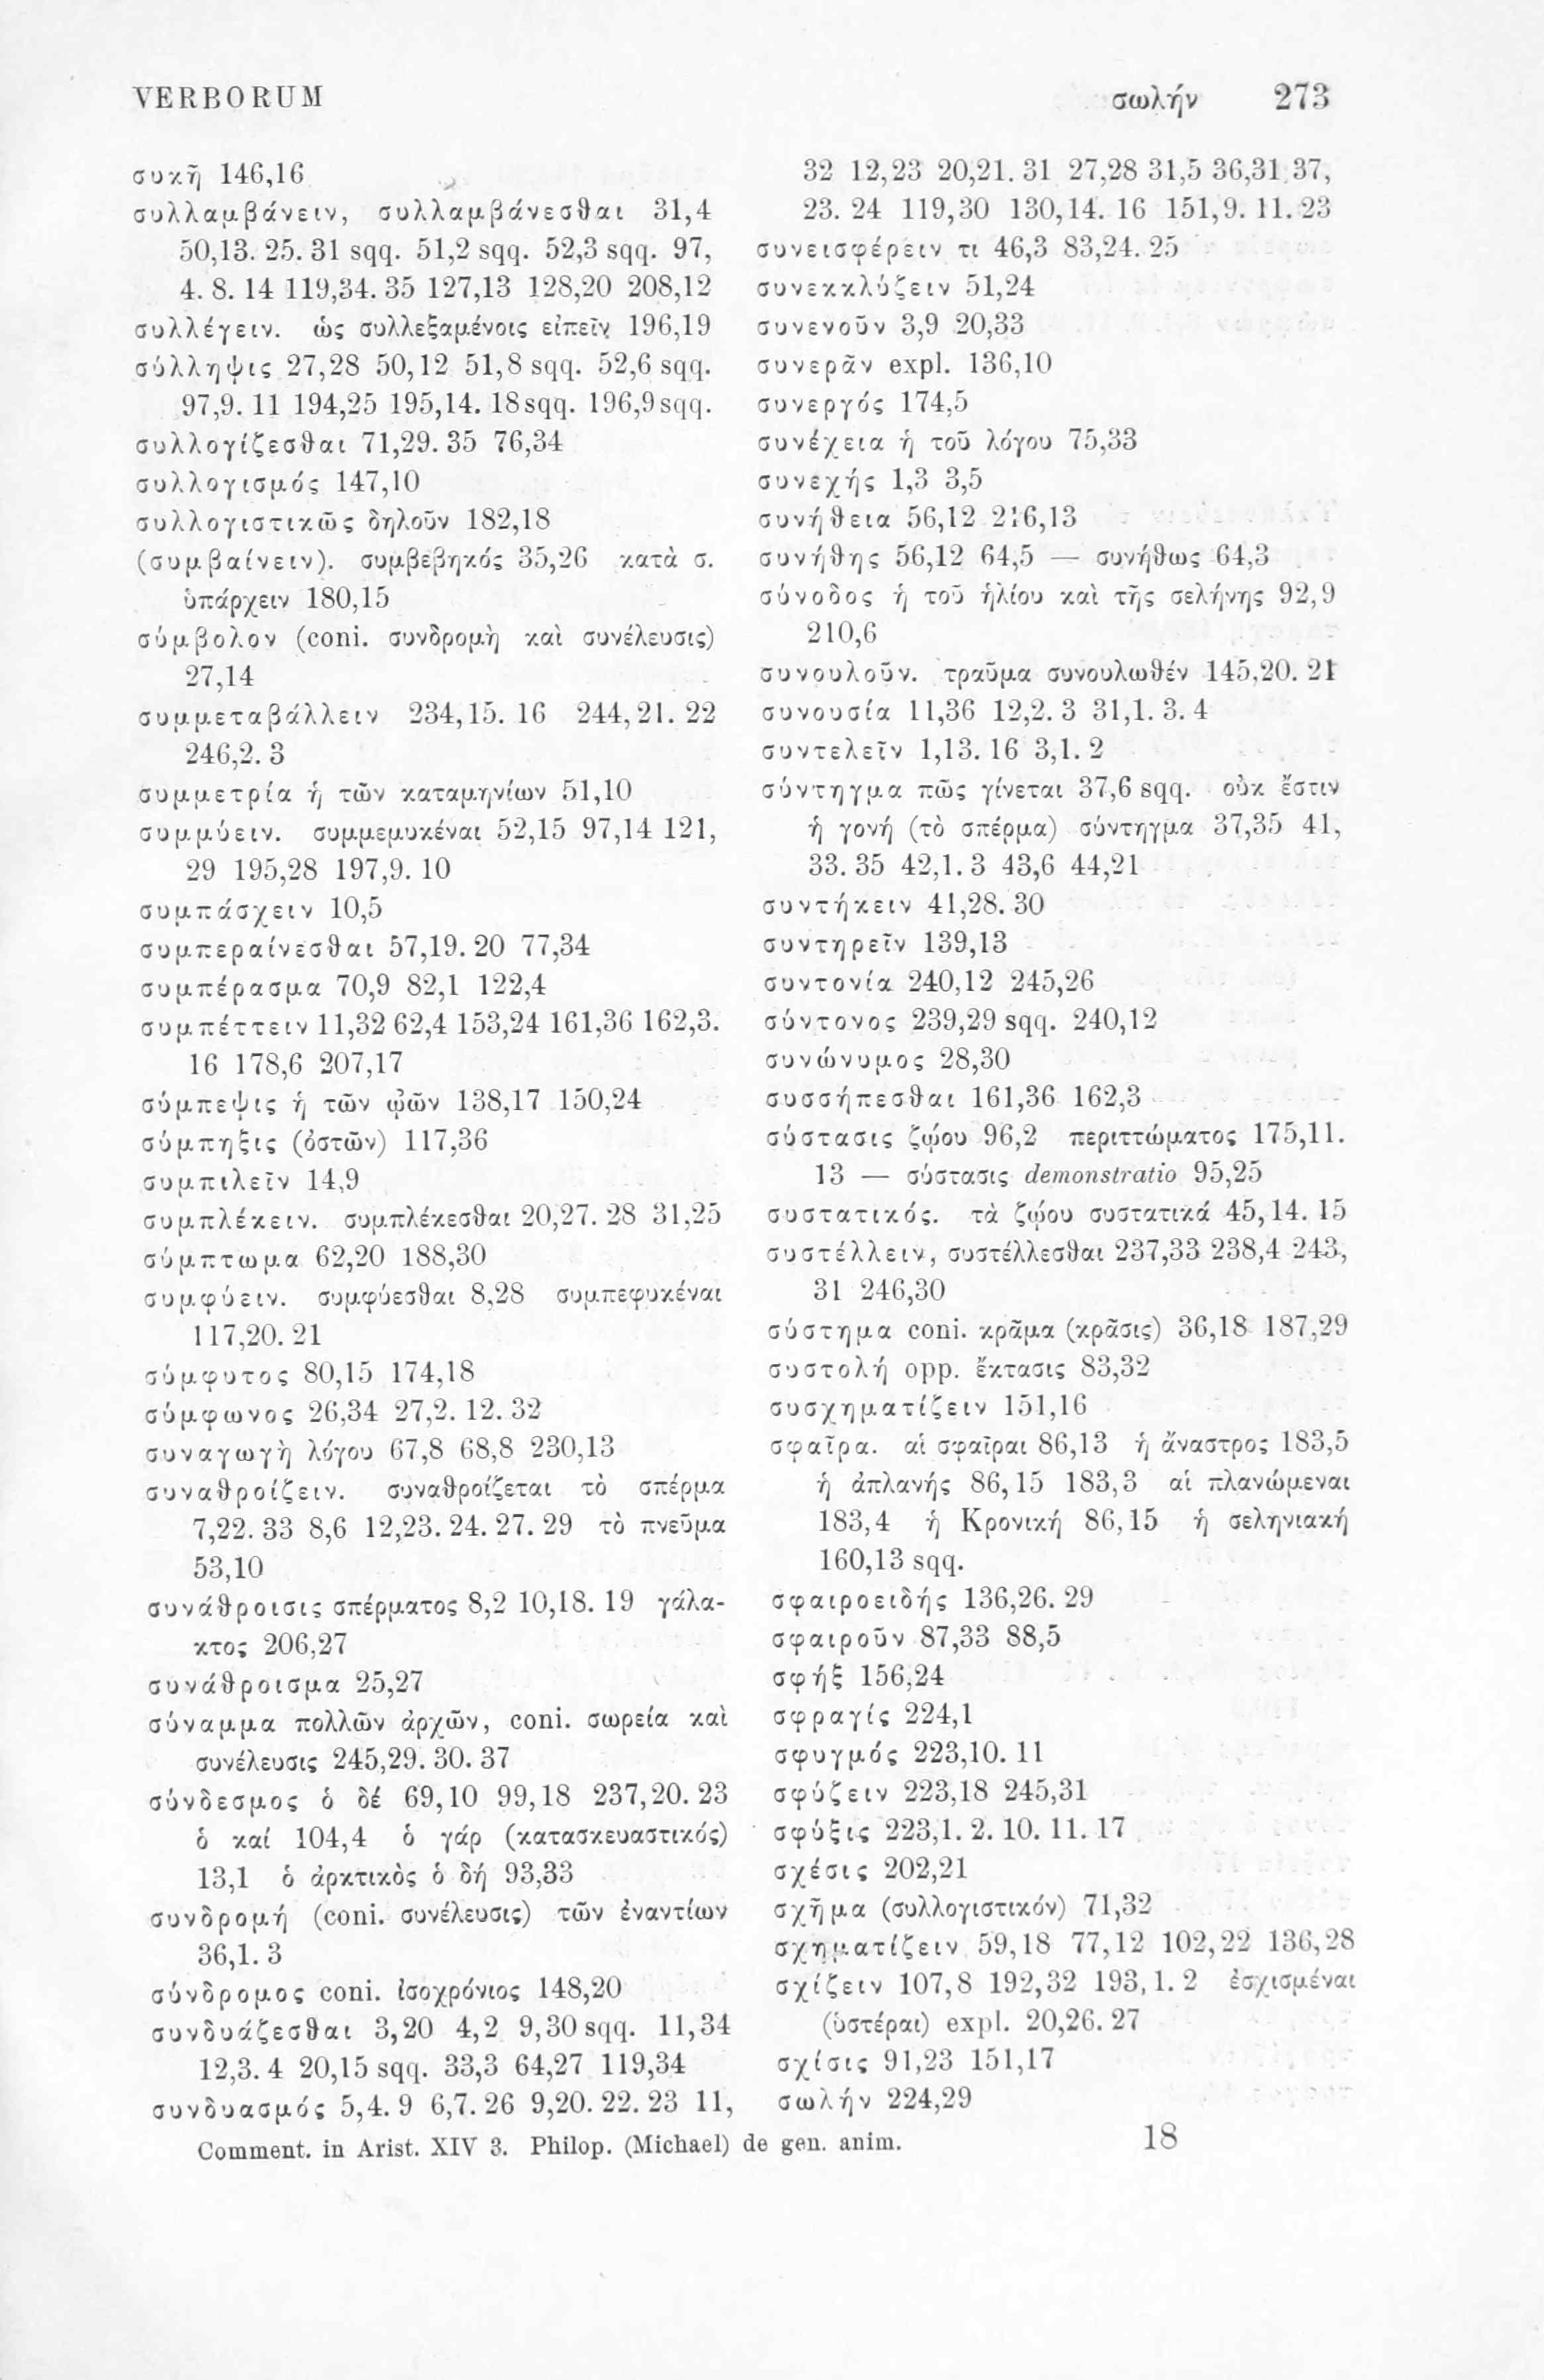 VERBORUM σωλήν 273
συκῆ 146,16
συλλαμβάνειν, συλλαμβάνεσθαι 31,4
50,13. 25. 31 sqq. 51,2 sqq. 52,3 sqq. 97,
4. 8. 14 119,34. 35 127,13 128,20 208,12
συλλέγειν. ὡς συλλεξαμένοις εἰπεῖν 196,19
σύλληψις 27,28 50,12 51,8 sqq. 52,6 sqq.
97,9. 11 194,25 195,14. 18 sqq. 196,9 sqq.
συλλογίζεσθαι 71,29. 35 76,34
συλλογισμός 147,10
συλλογιστικῶς δηλοῦν 182,18
(συμβαίνειν). συμβεβηκός 35,26 κατὰ σ.
ὑπάρχειν 180,15
σύμβολον (coni. συνδρομὴ καὶ συνέλευσις)
27,14
συμμεταβάλλειν 234,15. 16 244,21. 22
246,2. 3
συμμετρία ἡ τῶν καταμηνίων 51,10
συμμύειν. συμμεμυκέναι 52,15 97,14 121,
29 195,28 197,9. 10
συμπάσχειν 10,5
συμπεραίνεσθαι 57,19. 20 77,34
συμπέρασμα 70,9 82,1 122,4
συμπέττειν 11,32 62,4 153,24 161,36 162,3.
16 178,6 207,17
σύμπεψις ἡ τῶν ᾠῶν 138,17 150,24
σύμπηξις (ὀστῶν) 117,36
συμπιλεῖν 14,9
συμπλέκειν. συμπλέκεσθαι 20,27. 28 31,25
σύμπτωμα 62,20 188,30
συμφύειν. συμφύεσθαι 8,28 συμπεφυκέναι
117,20. 21
σύμφυτος 80,15 174,18
σύμφωνος 26,34 27,2. 12. 32
συναγωγὴ λόγου 67,8 68,8 230,13
συναθροίζειν. συναθροίζεται τὸ σπέρμα
7,22. 33 8,6 12,23. 24. 27. 29 τὸ πνεῦμα
53,10
συνάθροισις σπέρματος 8,2 10,18. 19 γάλα-
κτος 206,27
συνάθροισμα 25,27
σύναμμα πολλῶν ἀρχῶν, coni. σωρεία καὶ
συνέλευσις 245,29. 30. 37
σύνδεσμος ὁ δέ 69,10 99,18 237,20. 23
ὁ καί 104,4 ὁ γάρ (κατασκευαστικός)
13,1 ὁ ἀρκτικὸς ὁ δή 93,33
συνδρομή (coni. συνέλευσις) τῶν ἐναντίων
36,1. 3
σύνδρομος coni. ἰσοχρόνιος 148,20
συνδυάζεσθαι 3,20 4,2 9,30 sqq. 11,34
12,3. 4 20,15 sqq. 33,3 64,27 119,34
συνδυασμός 5,4. 9 6,7. 26 9,20. 22. 23 11,
32 12,23 20,21. 31 27,28 31,5 36,31 37,
23. 24 119,30 130,14. 16 151,9. 11. 23
συνεισφέρειν τι 46,3 83,24. 25
συνεκκλύζειν 51,24
συνενοῦν 3,9 20,33
συνερᾶν expl. 136,10
συνεργός 174,5
συνέχεια ἡ τοῦ λόγου 75,33
συνεχής 1,3 3,5
συνήθεια 56,12 216,13
συνήθης 56,12 64,5 — συνήθως 64,3
σύνοδος ἡ τοῦ ἡλίου καὶ τῆς σελήνης 92,9
210,6
συνουλοῦν. τραῦμα συνουλωθέν 145,20. 21
συνουσία 11,36 12,2. 3 31,1. 3. 4
συντελεῖν 1,13. 16 3,1. 2
σύντηγμα πῶς γίνεται 37,6 sqq. οὐκ ἔστιν
ἡ γονή (τὸ σπέρμα) σύντηγμα 37,35 41,
33. 35 42,1. 3 43,6 44,21
συντήκειν 41,28. 30
συντηρεῖν 139,13
συντονία 240,12 245,26
σύντονος 239,29 sqq. 240,12
συνώνυμος 28,30
συσσήπεσθαι 161,36 162,3
σύστασις ζῴου 96,2 περιττώματος 175,11.
13 — σύστασις demonstratio 95,25
συστατικός. τὰ ζῴου συστατικά 45,14. 15
συστέλλειν, συστέλλεσθαι 237,33 238,4 243,
31 246,30
σύστημα coni. κρᾶμα (κρᾶσις) 36,18 187,29
συστολή opp. ἔκτασις 83,32
συσχηματίζειν 151,16
σφαῖρα. αἱ σφαῖραι 86,13 ἡ ἄναστρος 183,5
ἡ ἀπλανής 86,15 183,3 αἱ πλανώμεναι
183,4 ἡ Κρονική 86,15 ἡ σεληνιακή
160,13 sqq.
σφαιροειδής 136,26. 29
σφαιροῦν 87,33 88,5
σφήξ 156,24
σφραγίς 224,1
σφυγμός 223,10. 11
σφύζειν 223,18 245,31
σφύξις 223,1. 2. 10. 11. 17
σχέσις 202,21
σχῆμα (συλλογιστικόν) 71,32
σχηματίζειν 59,18 77,12 102,22 136,28
σχίζειν 107,8 192,32 193,1. 2 ἐσχισμέναι
(ὑστέραι) expl. 20,26. 27
σχίσις 91,23 151,17
σωλήν 224,29
Comment. in Arist. XIV 3. Philop. (Michael) de gen. anim. 18